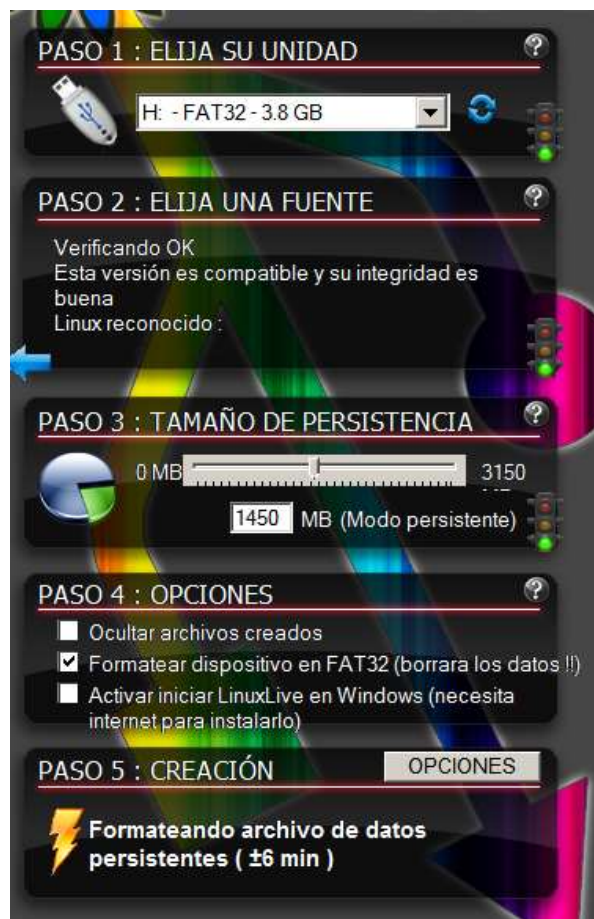 PASO 1 : ELIJA SU UNIDAD
?
H: - FAT32 - 3.8 GB
PASO 2 : ELIJA UNA FUENTE
?
Verificando OK
Esta versión es compatible y su integridad es
buena
Linux reconocido :
PASO 3 : TAMAÑO DE PERSISTENCIA
?
0 MB
3150
1450 MB (Modo persistente)
PASO 4 : OPCIONES
?
Ocultar archivos creados
Formatear dispositivo en FAT32 (borrara los datos !!)
Activar iniciar LinuxLive en Windows (necesita
internet para instalarlo)
PASO 5 : CREACIÓN
OPCIONES
Formateando archivo de datos
persistentes ( ±6 min )